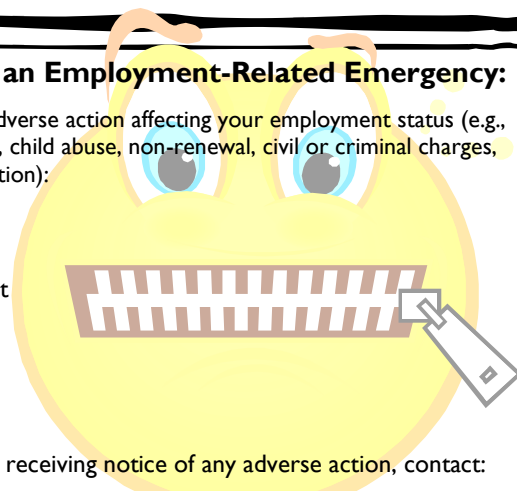 an Employment-Related Emergency:
adverse action affecting your employment status (e.g.,
, child abuse, non-renewal, civil or criminal charges,
tion):
t
receiving notice of any adverse action, contact: